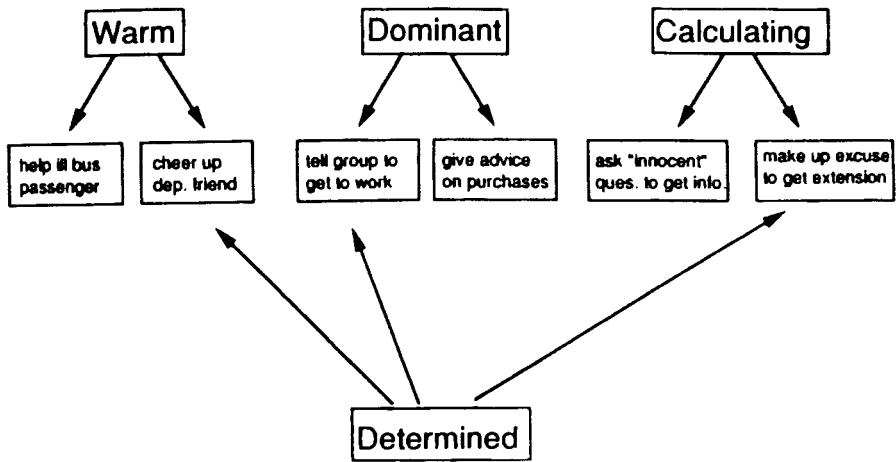 Warm
Dominant
Calculating
help ill bus
passenger
cheer up
dep. friend
tell group to
get to work
give advice
on purchases
ask "innocent"
ques. to get info.
make up excuse
to get extension
Determined